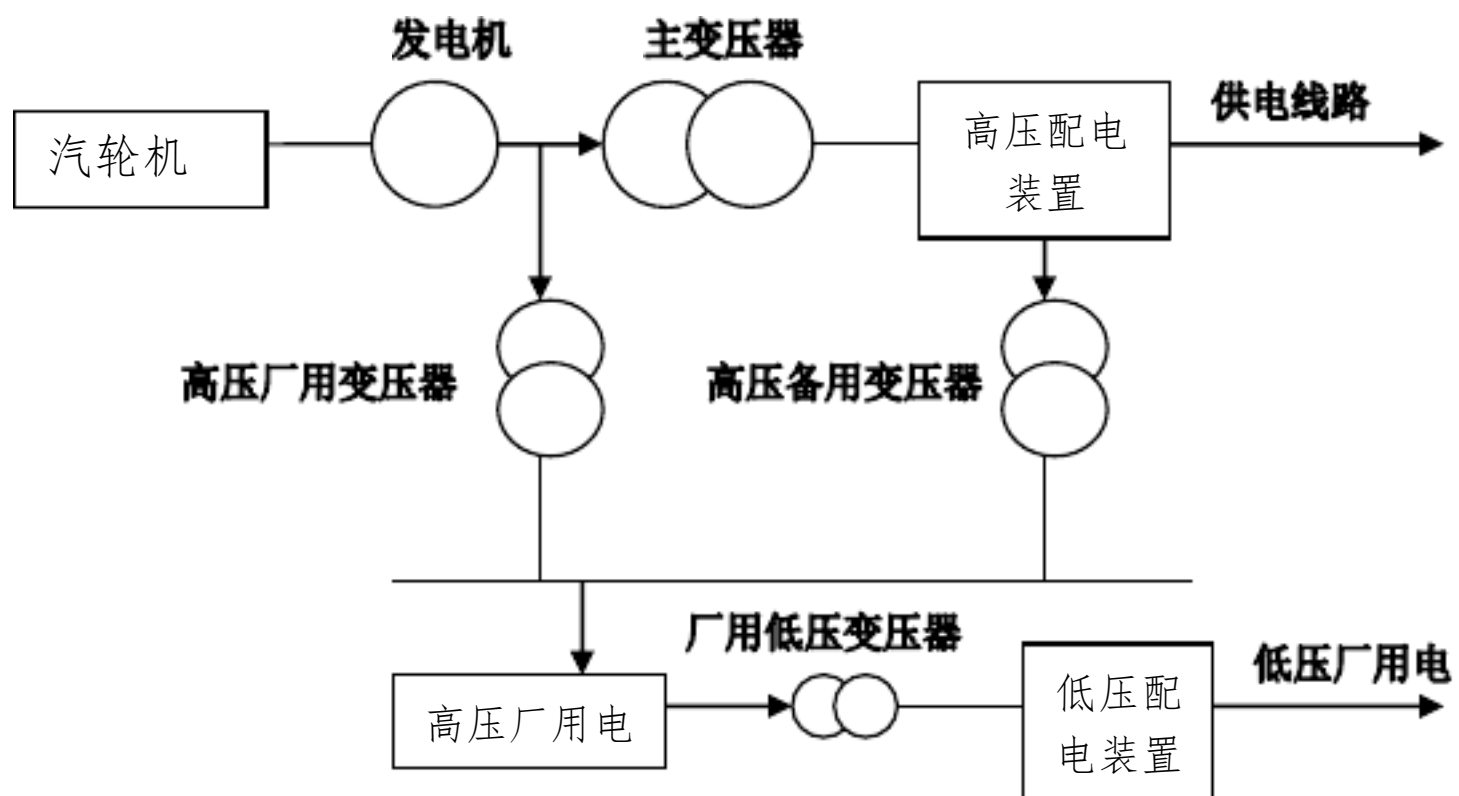 发电机
主变压器
供电线路
汽轮机
高压配电
装置
高压厂用变压器
高压备用变压器
厂用低压变压器
低压厂用电
高压厂用电
低压配
电装置